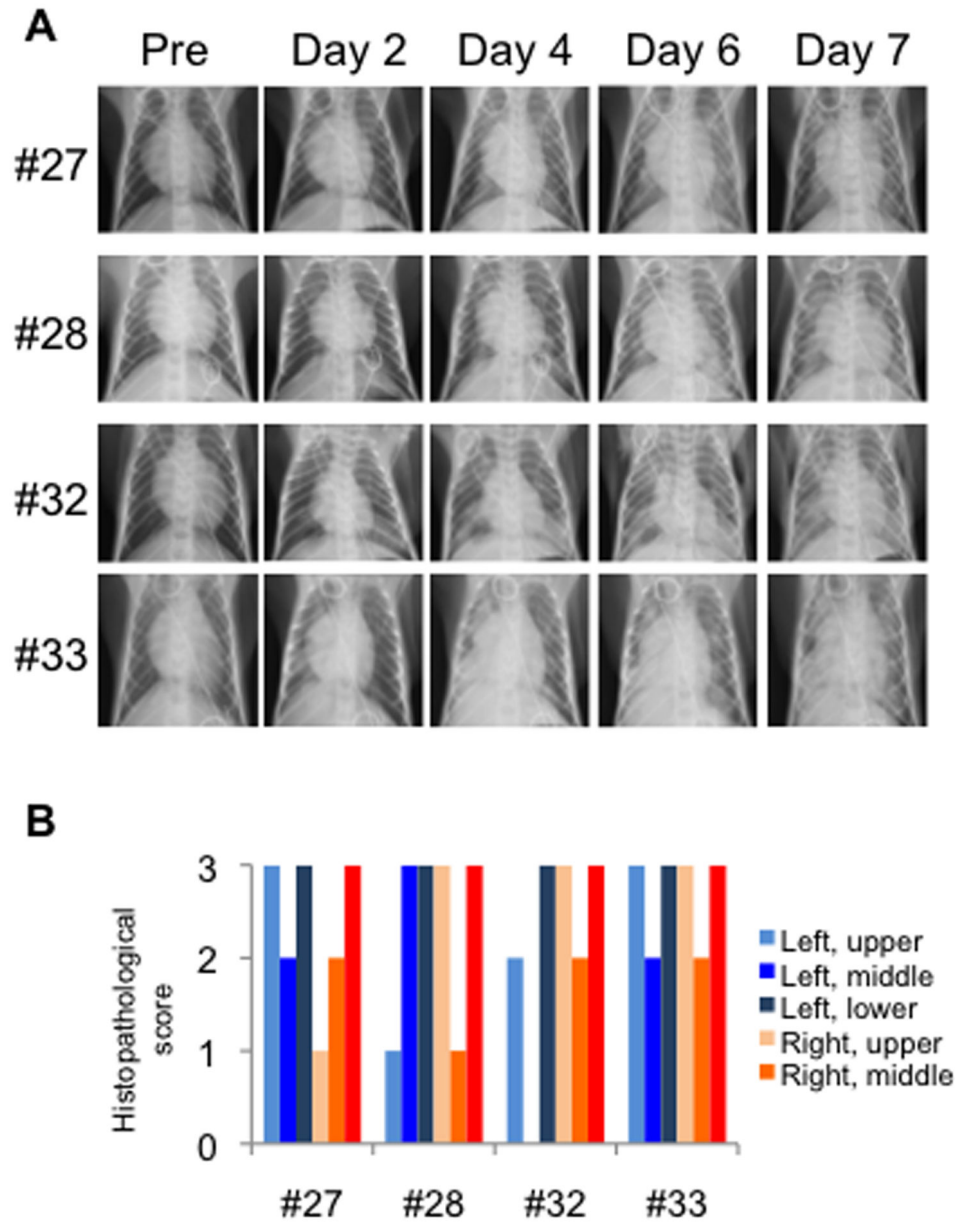 A
Pre Day 2 Day 4 Day 6 Day 7
#27
#28
#32
#33
B
Histopathological
score
3
2
1
0
#27 #28 #32 #33
Left, upper
Left, middle
Left, lower
Right, upper
Right, middle